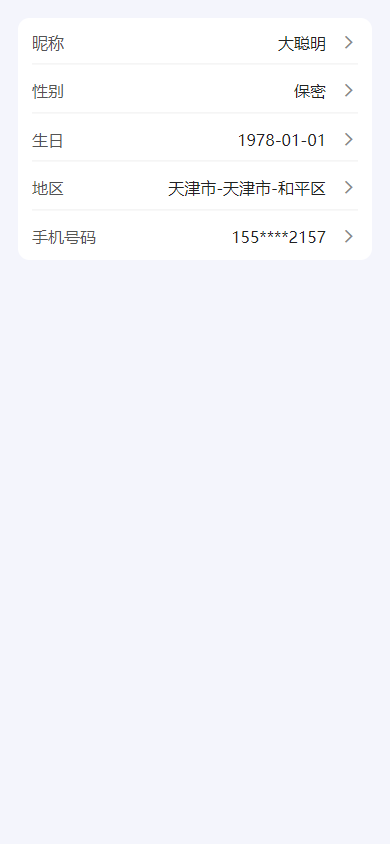 昵称 大聪明
性别 保密
生日 1978-01-01
地区 天津市-天津市-和平区
手机号码 155****2157